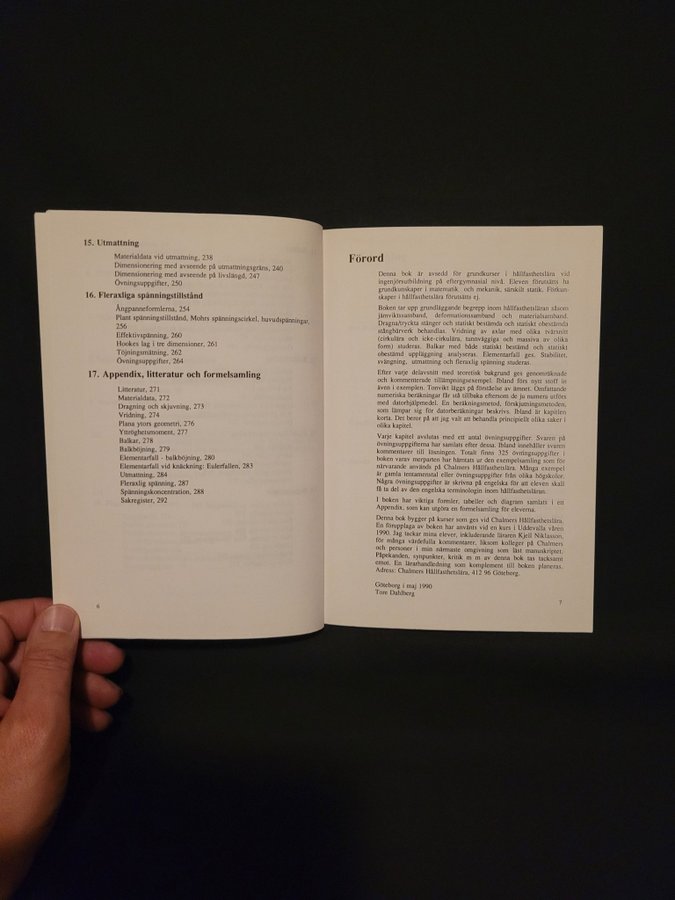 15. Utmattning
Materialdata vid utmattning, 238
Dimensionering med avseende på utmattningsgräns, 240
Dimensionering med avseende på livslängd, 247
Övningsuppgifter, 250
16. Fleraxliga spänningstillstånd
Ångpanneformlerna, 254
Plant spänningstillstånd, Mohrs spänningscirkel, huvudspänningar,
256
Effektivspänning, 260
Hookes lag i tre dimensioner, 261
Töjningsmätning, 262
Övningsuppgifter, 264
17. Appendix, litteratur och formelsamling
Litteratur, 271
Materialdata, 272
Dragning och skjuvning, 273
Vridning, 274
Plana ytors geometri, 276
Yttröghetsmoment, 277
Balkar, 278
Balkböjning, 279
Elementarfall - balkböjning, 280
Elementarfall vid knäckning: Eulerfallen, 283
Utmattning, 284
Fleraxlig spänning, 287
Spänningskoncentration, 288
Sakregister, 292
6
Förord
Denna bok är avsedd för grundkurser i hållfasthetslära vid
ingenjörsutbildning på eftergymnasial nivå. Eleven förutsätts ha
grundkunskaper i matematik och mekanik, särskilt statik. Förkun-
skaper i hållfasthetslära förutsätts ej.
Boken tar upp grundläggande begrepp inom hållfasthetsläran såsom
jämviktssamband, deformationssamband och materialsamband.
Dragna/tryckta stänger och statiskt bestämda och statiskt obestämda
stångbärverk behandlas. Vridning av axlar med olika tvärsnitt
(cirkulära och icke-cirkulära, tunnväggiga och massiva av olika
form) studeras. Balkar med både statiskt bestämd och statiskt
obestämd uppläggning analyseras. Elementarfall ges. Stabilitet,
svängning, utmattning och fleraxlig spänning studeras.
Efter varje delavsnitt med teoretisk bakgrund ges genomräknade
och kommenterade tillämpningsexempel. Ibland förs nytt stoff in
även i exemplen. Tonvikt läggs på förståelse av ämnet. Omfattande
numeriska beräkningar får stå tillbaka eftersom de ju numera utförs
med datorhjälpmedel. En beräkningsmetod, förskjutningsmetoden,
som lämpar sig för datorberäkningar beskrivs. Ibland är kapitlen
korta. Det beror på att jag valt att behandla principiellt olika saker i
olika kapitel.
Varje kapitel avslutas med ett antal övningsuppgifter. Svaren på
övningsuppgifterna har samlats efter dessa. Ibland innehåller svaren
kommentarer till lösningen. Totalt finns 325 övningsuppgifter i
boken varav merparten har hämtats ur den exempelsamling som för
närvarande används på Chalmers Hållfasthetslära. Många exempel
är gamla tentamenstal eller övningsuppgifter från olika högskolor.
Några övningsuppgifter är skrivna på engelska för att eleven skall
få ta del av den engelska terminologin inom hållfasthetsläran.
I boken har viktiga formler, tabeller och diagram samlats i ett
Appendix, som kan utgöra en formelsamling för eleverna.
Denna bok bygger på kurser som ges vid Chalmers Hållfasthetslära.
En förupplaga av boken har använts vid en kurs i Uddevalla våren
1990. Jag tackar mina elever, inkluderande läraren Kjell Niklasson,
för många värdefulla kommentarer, liksom kolleger på Chalmers
och personer i min närmaste omgivning som läst manuskriptet.
Påpekanden, synpunkter, kritik m m av denna bok tas tacksamt
emot. En lärarhandledning som komplement till boken planeras.
Adress: Chalmers Hållfasthetslära, 412 96 Göteborg.
Göteborg i maj 1990
Tore Dahlberg
7